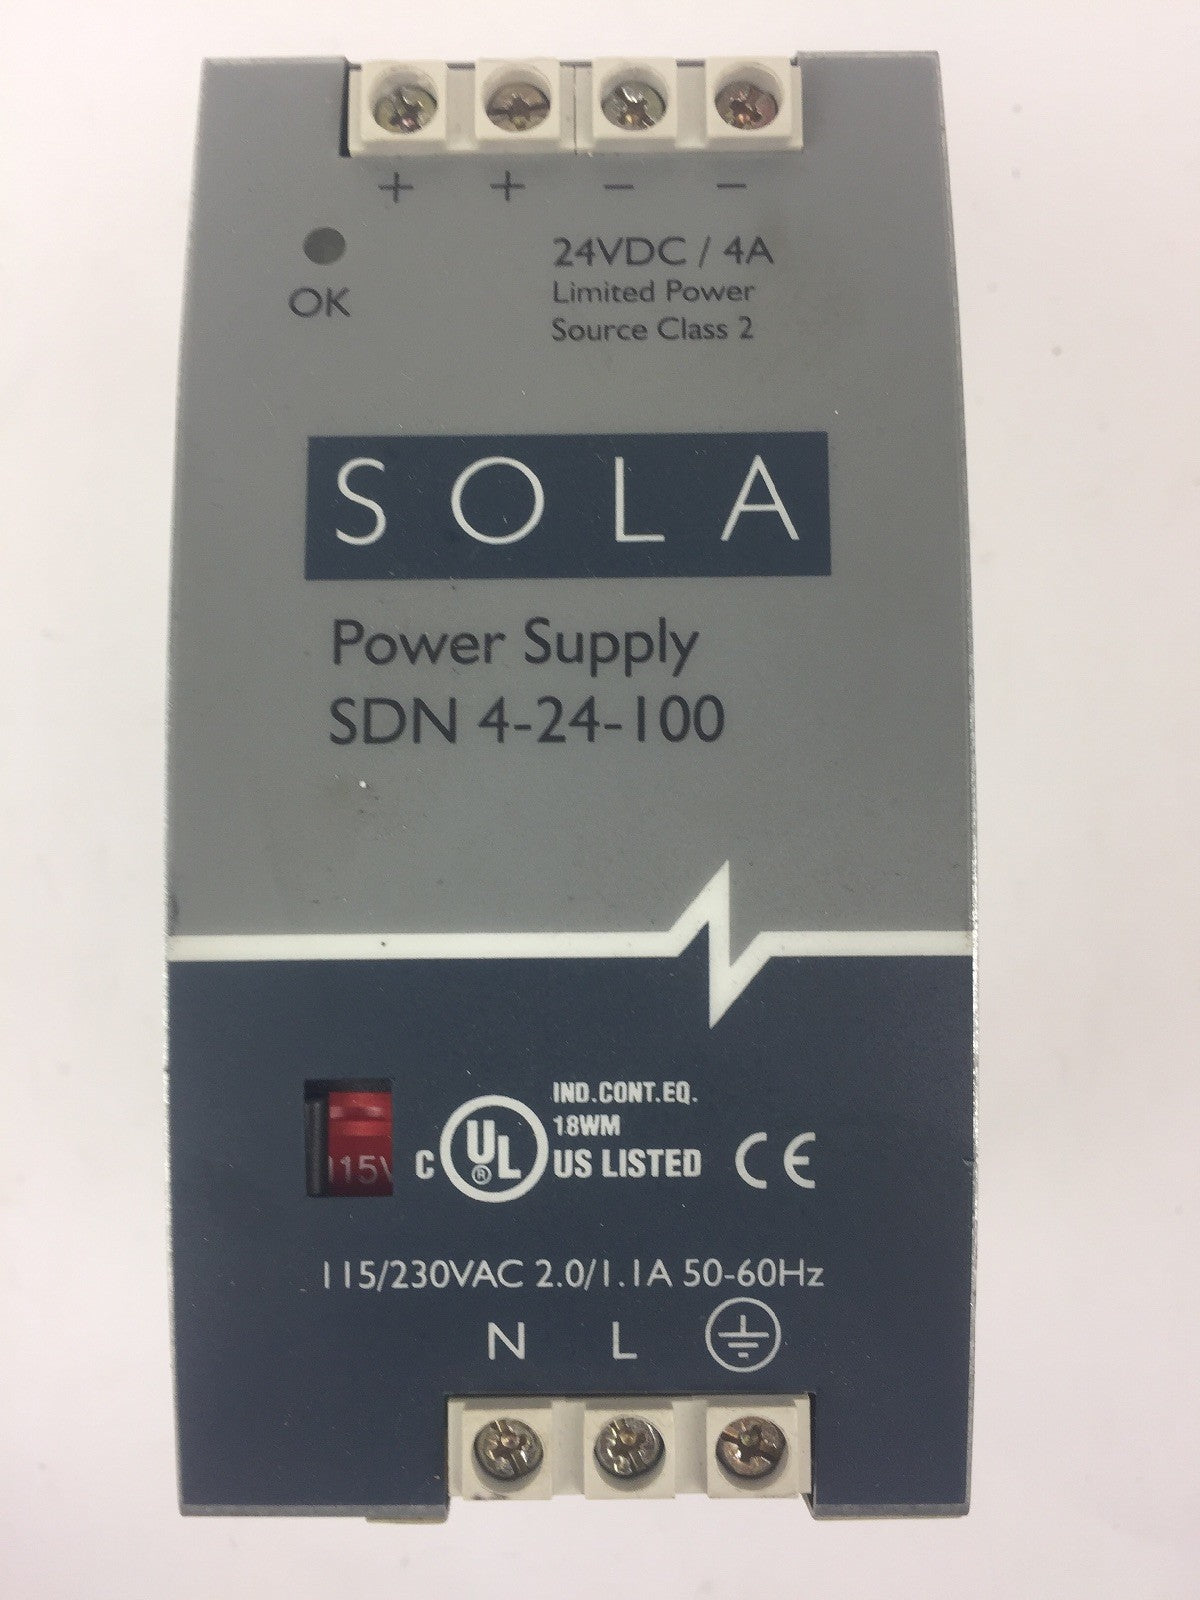 + + − −
OK
24VDC / 4A
Limited Power
Source Class 2
SOLA
Power Supply
SDN 4-24-100
115V
IND.CONT.EQ.
18WM
C UL ® US LISTED CE
115/230VAC 2.0/1.1A 50-60Hz
N L